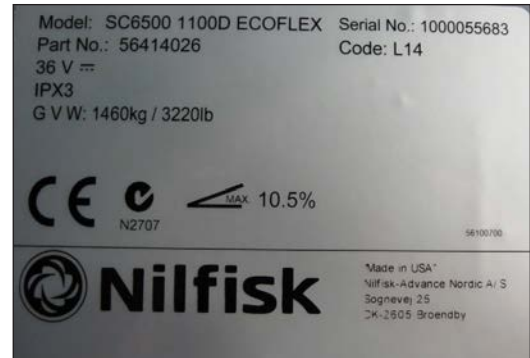 Model: SC6500 1100D ECOFLEX
Serial No.: 1000055683
Part No.: 56414026
Code: L14
36 V ⎓
IPX3
G V W: 1460kg / 3220lb
CE
N2707
MAX. 10.5%
56100700
Nilfisk
"Made in USA"
Nilfisk-Advance Nordic A/S
Sognevej 25
DK-2605 Broendby